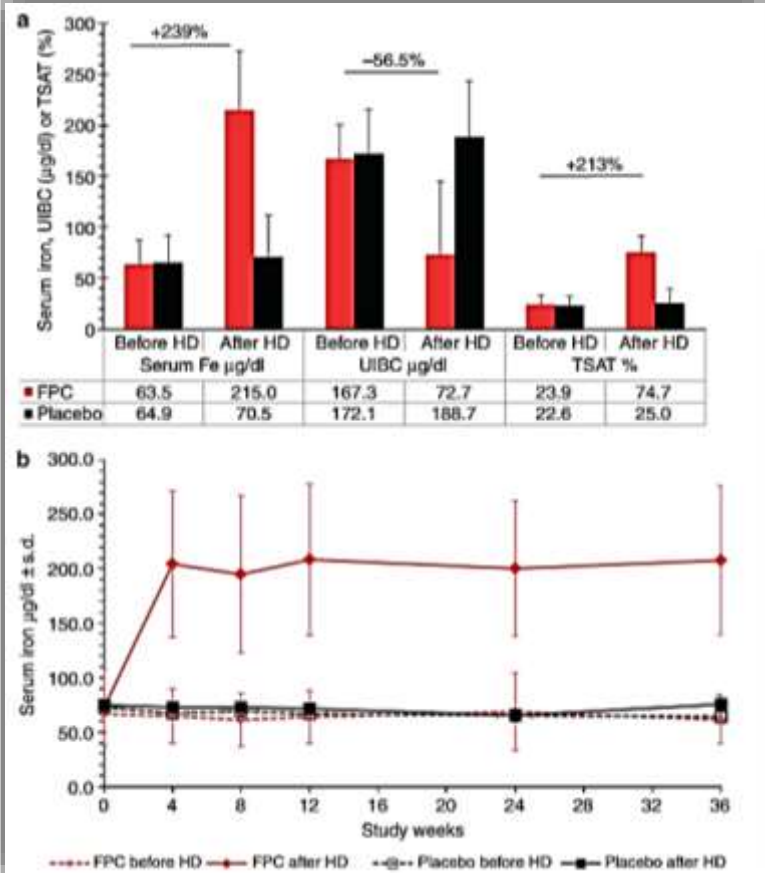 a
300
+239%
–56.5%
250
200
+213%
150
100
50
0
Serum iron, UIBC (µg/dl) or TSAT (%)
Before HD After HD Before HD After HD Before HD After HD
Serum Fe µg/dl UIBC µg/dl TSAT %
FPC 63.5 215.0 167.3 72.7 23.9 74.7
Placebo 64.9 70.5 172.1 188.7 22.6 25.0
b
300.0
250.0
200.0
150.0
100.0
50.0
0.0
Serum iron µg/dl ± s.d.
0 4 8 12 16 20 24 28 32 36
Study weeks
FPC before HD FPC after HD Placebo before HD Placebo after HD